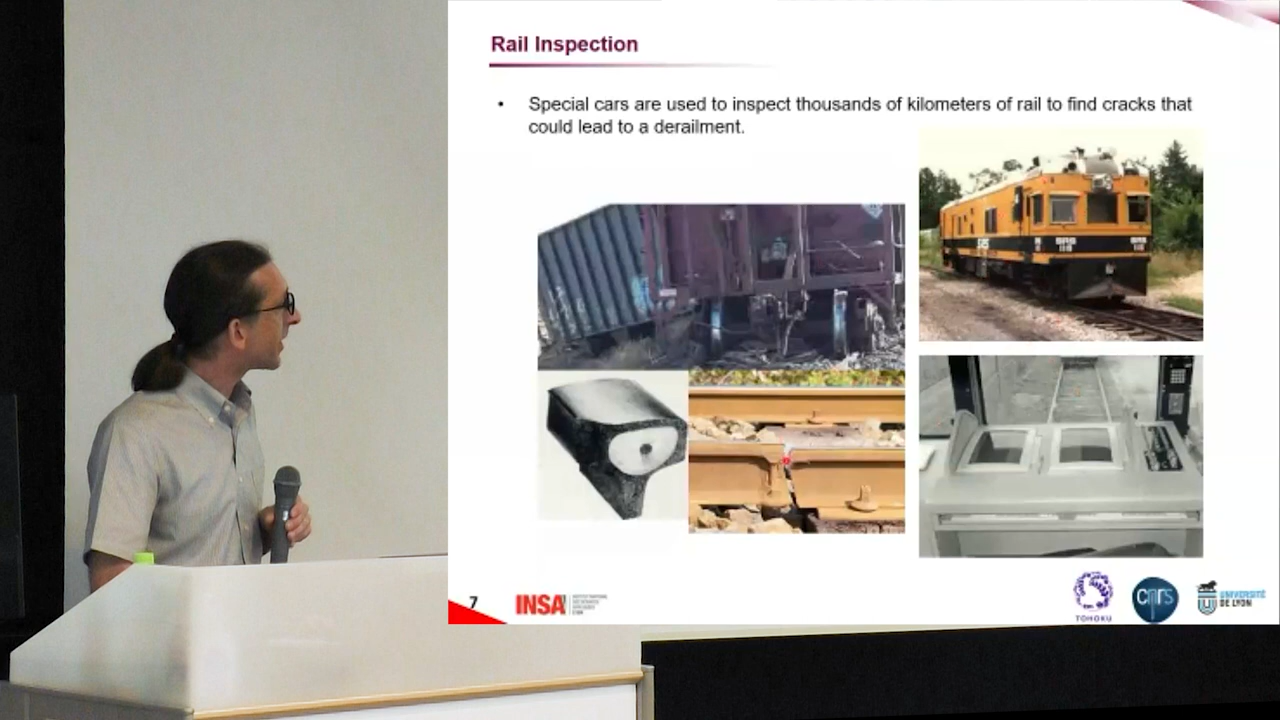 Rail Inspection
• Special cars are used to inspect thousands of kilometers of rail to find cracks that
could lead to a derailment.
7
INSA
TOHOKU
cnrs
UNIVERSITÉ
DE LYON